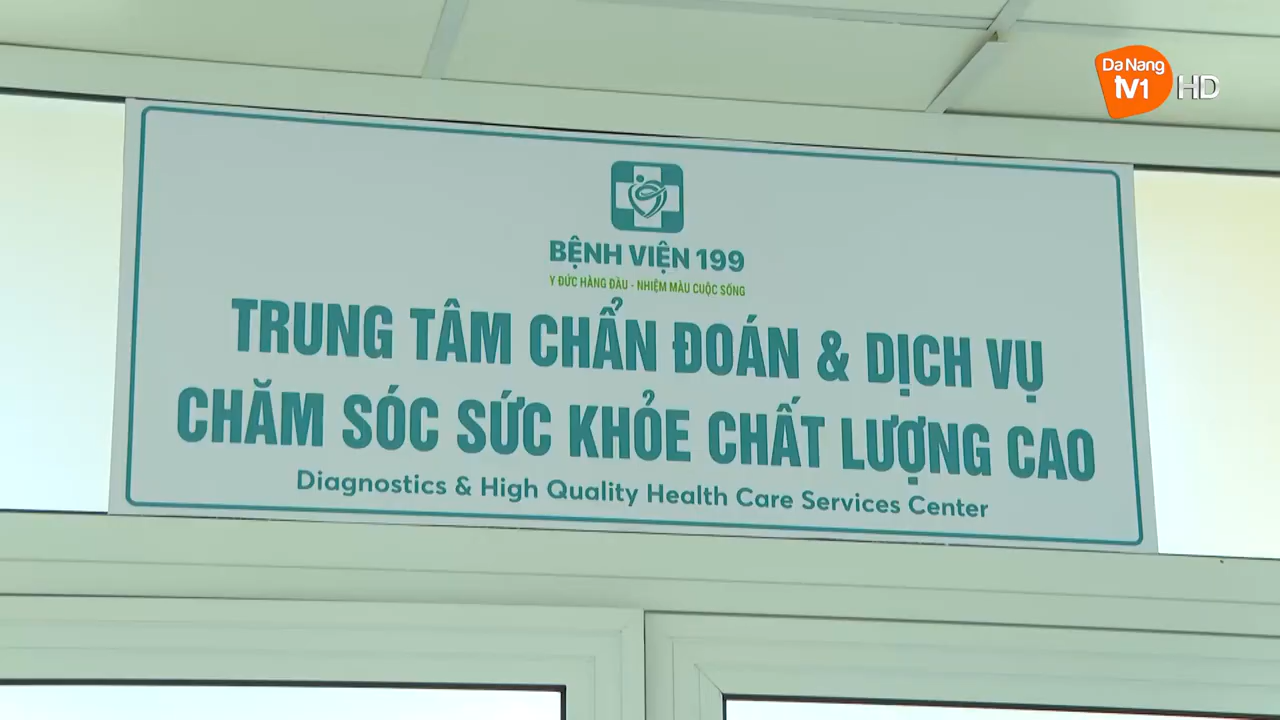 Da Nang
TV1 HD
BỆNH VIỆN 199
Y ĐỨC HÀNG ĐẦU - NHIỆM MÀU CUỘC SỐNG
TRUNG TÂM CHẨN ĐOÁN & DỊCH VỤ
CHĂM SÓC SỨC KHỎE CHẤT LƯỢNG CAO
Diagnostics & High Quality Health Care Services Center